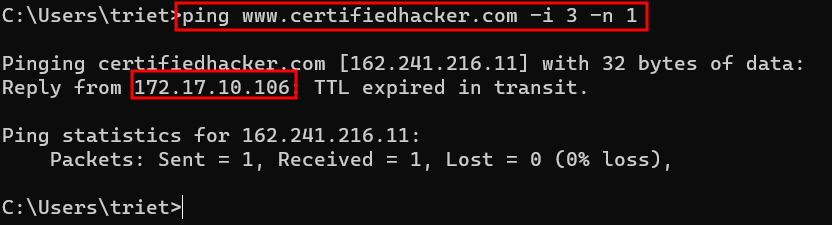 C:\Users\triet>ping www.certifiedhacker.com -i 3 -n 1
Pinging certifiedhacker.com [162.241.216.11] with 32 bytes of data:
Reply from 172.17.10.106: TTL expired in transit.
Ping statistics for 162.241.216.11:
    Packets: Sent = 1, Received = 1, Lost = 0 (0% loss),
C:\Users\triet>